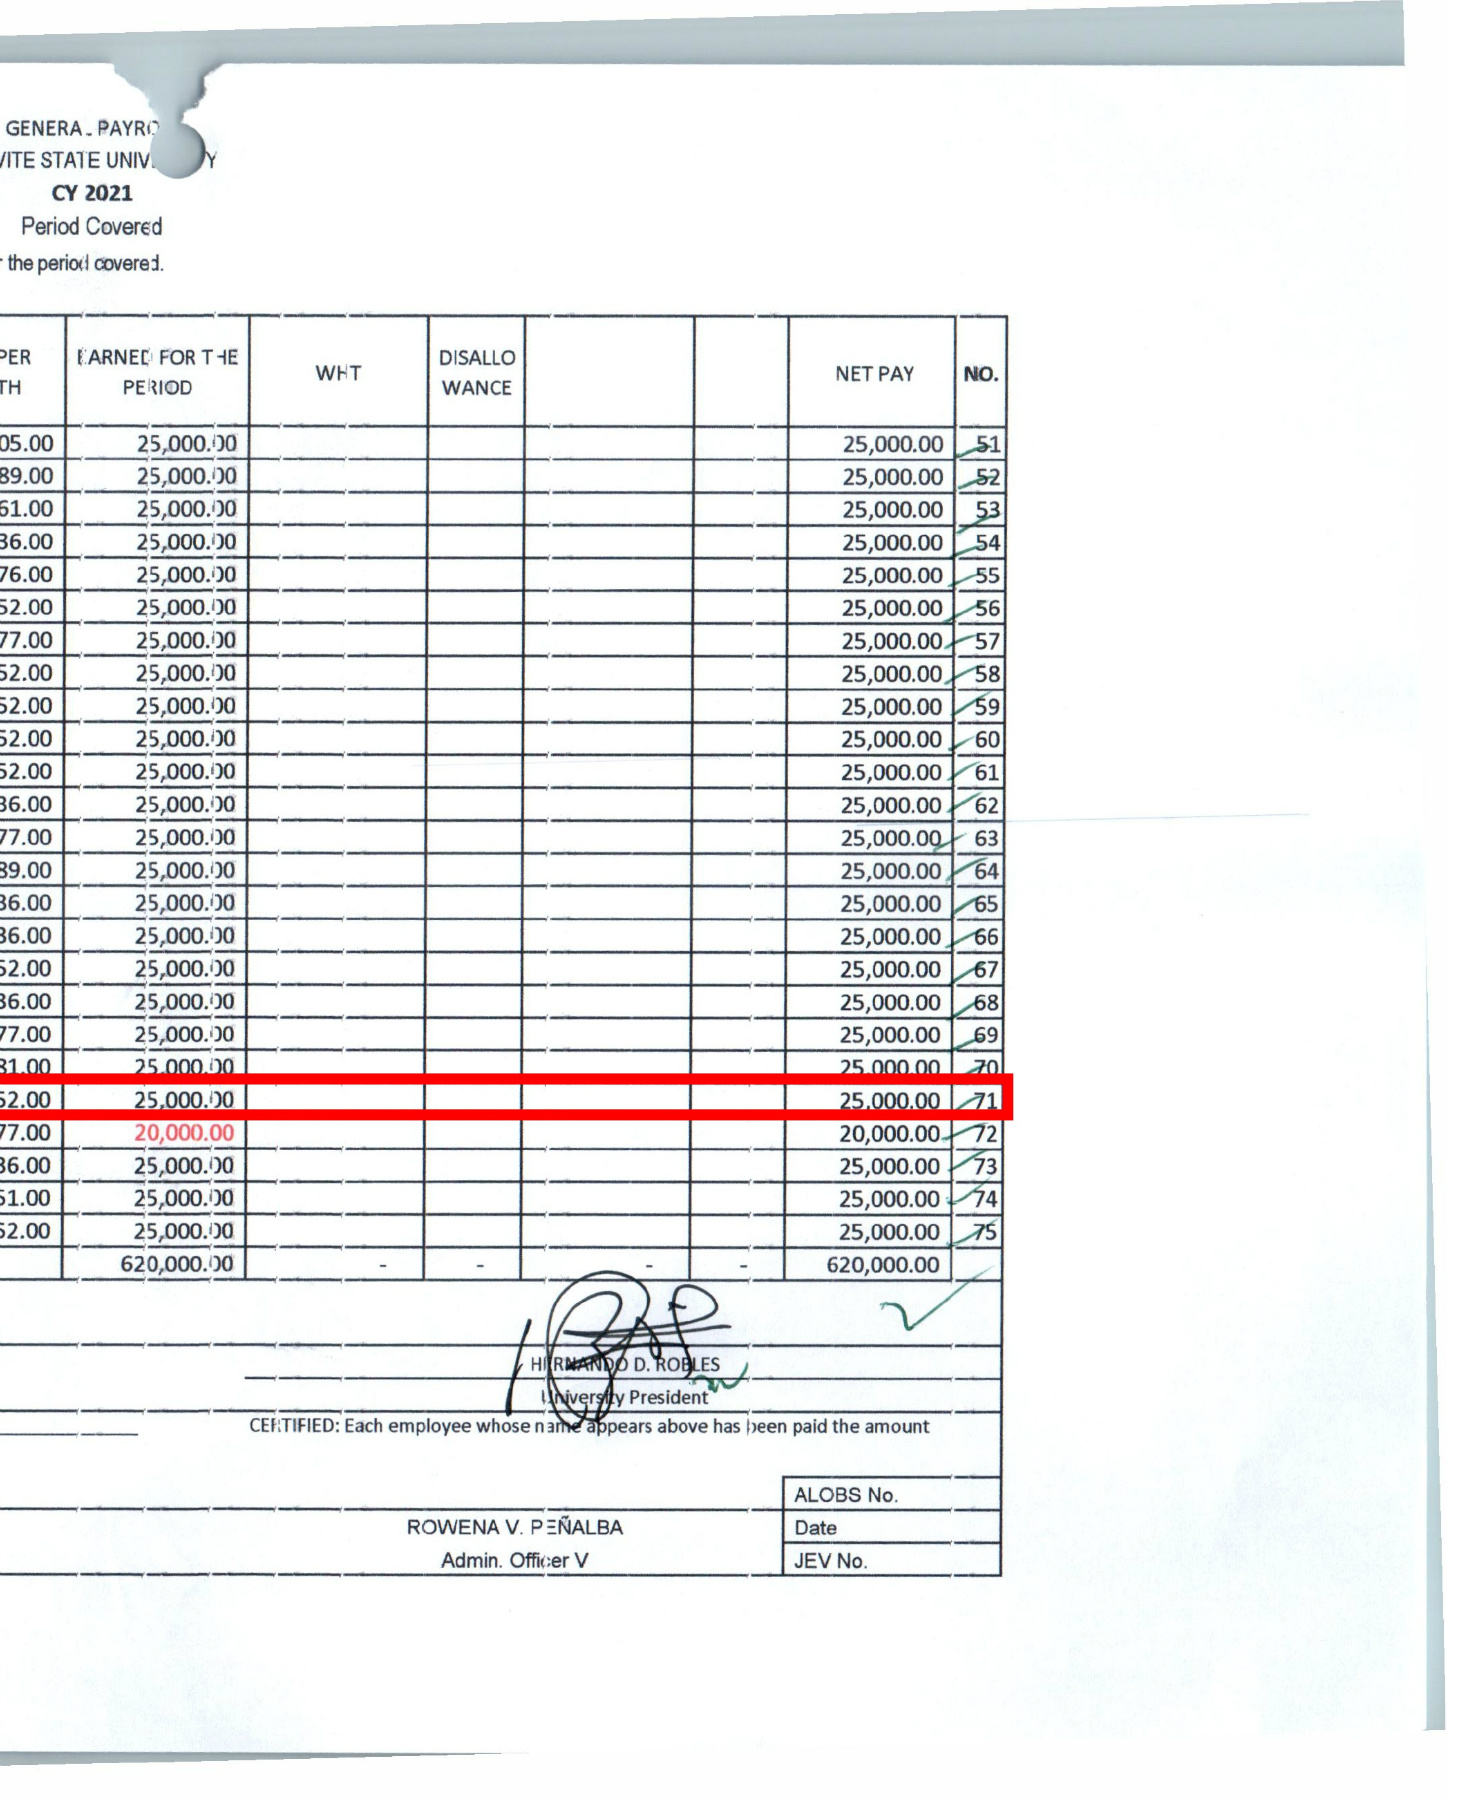 GENERAL PAYRO
VITE STATE UNIV Y
CY 2021
Period Covered
r the period covered.
PER TH EARNED FOR THE PERIOD WHT DISALLO WANCE NET PAY NO.
05.00 25,000.00 25,000.00 51
89.00 25,000.00 25,000.00 52
61.00 25,000.00 25,000.00 53
36.00 25,000.00 25,000.00 54
76.00 25,000.00 25,000.00 55
52.00 25,000.00 25,000.00 56
77.00 25,000.00 25,000.00 57
52.00 25,000.00 25,000.00 58
52.00 25,000.00 25,000.00 59
52.00 25,000.00 25,000.00 60
52.00 25,000.00 25,000.00 61
36.00 25,000.00 25,000.00 62
77.00 25,000.00 25,000.00 63
89.00 25,000.00 25,000.00 64
36.00 25,000.00 25,000.00 65
36.00 25,000.00 25,000.00 66
52.00 25,000.00 25,000.00 67
36.00 25,000.00 25,000.00 68
77.00 25,000.00 25,000.00 69
81.00 25,000.00 25,000.00 70
52.00 25,000.00 25,000.00 71
77.00 20,000.00 20,000.00 72
36.00 25,000.00 25,000.00 73
51.00 25,000.00 25,000.00 74
52.00 25,000.00 25,000.00 75
620,000.00 - - - - 620,000.00
HERNANDO D. ROBLES
University President
CERTIFIED: Each employee whose name appears above has been paid the amount
ALOBS No.
ROWENA V. PEÑALBA Date
Admin. Officer V JEV No.